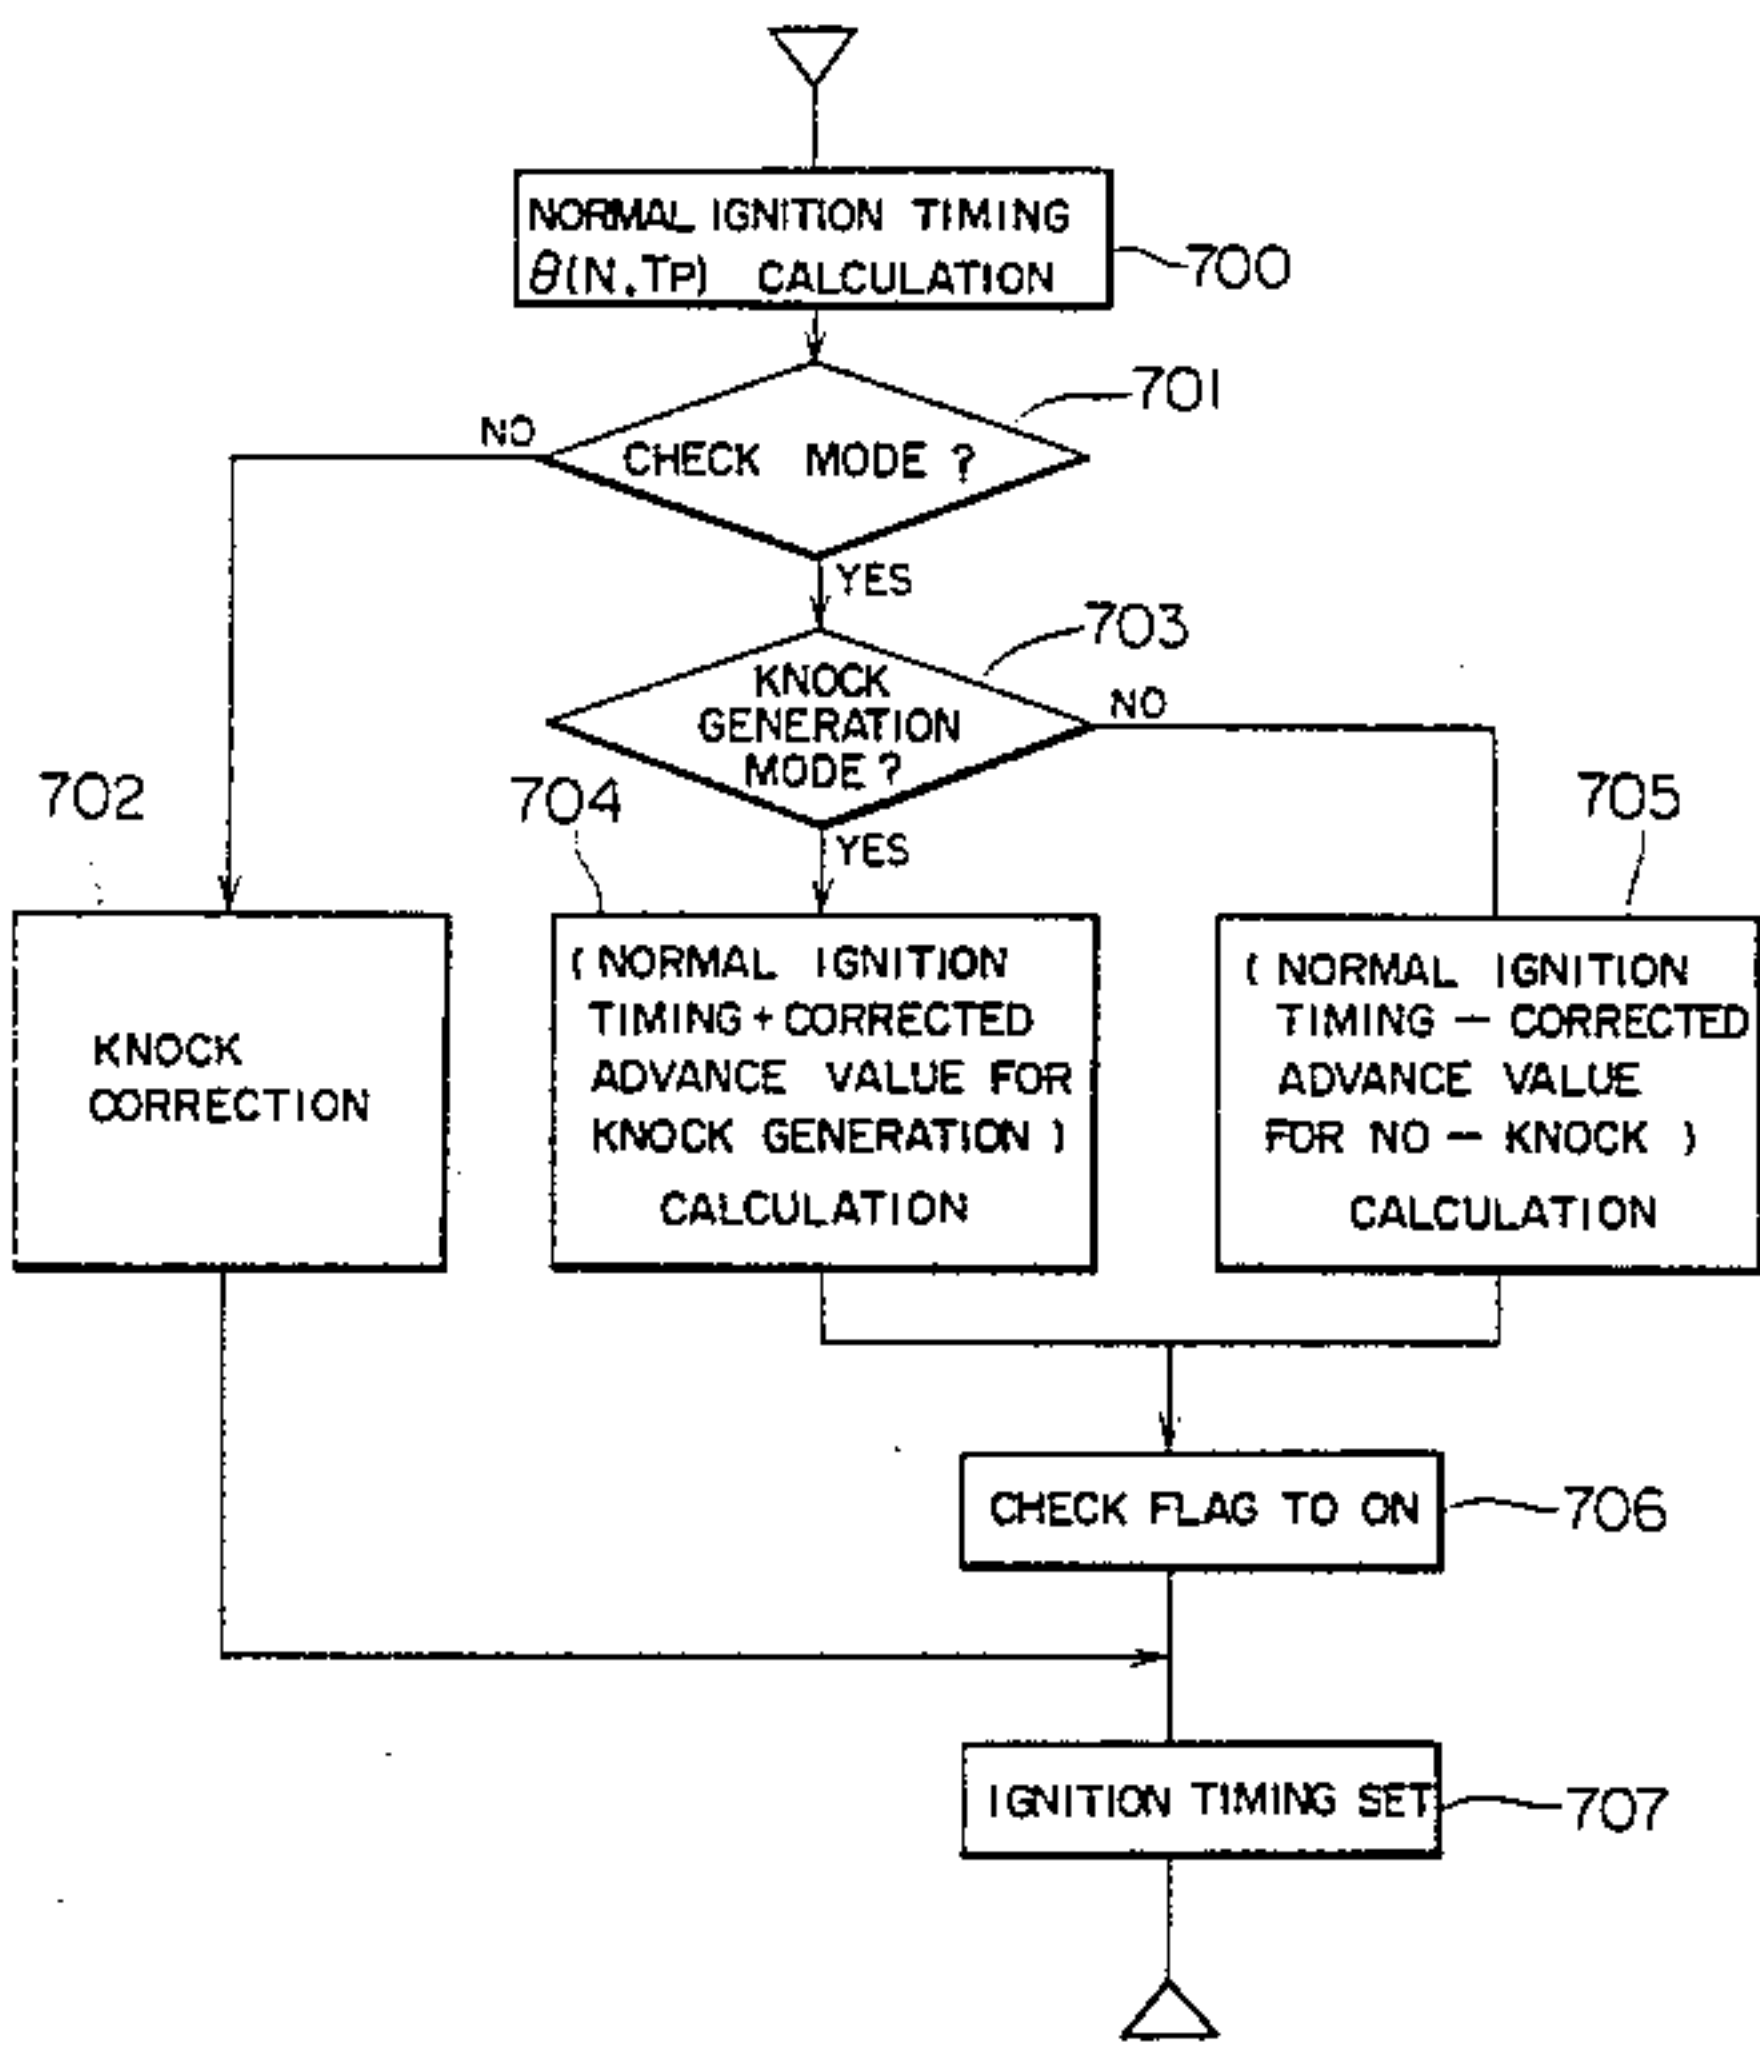 NORMAL IGNITION TIMING
θ(N,TP) CALCULATION
700
701
NO
CHECK MODE ?
YES
703
KNOCK
GENERATION
MODE ?
NO
702
704
705
YES
KNOCK
CORRECTION
( NORMAL IGNITION
TIMING + CORRECTED
ADVANCE VALUE FOR
KNOCK GENERATION )
CALCULATION
( NORMAL IGNITION
TIMING - CORRECTED
ADVANCE VALUE
FOR NO - KNOCK )
CALCULATION
CHECK FLAG TO ON
706
IGNITION TIMING SET
707